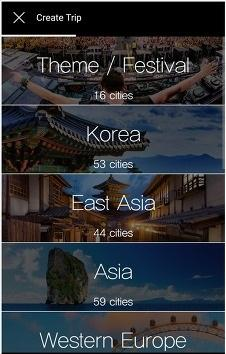 Create Trip
Theme / Festival
16 cities
Korea
53 cities
East Asia
44 cities
Asia
59 cities
Western Europe